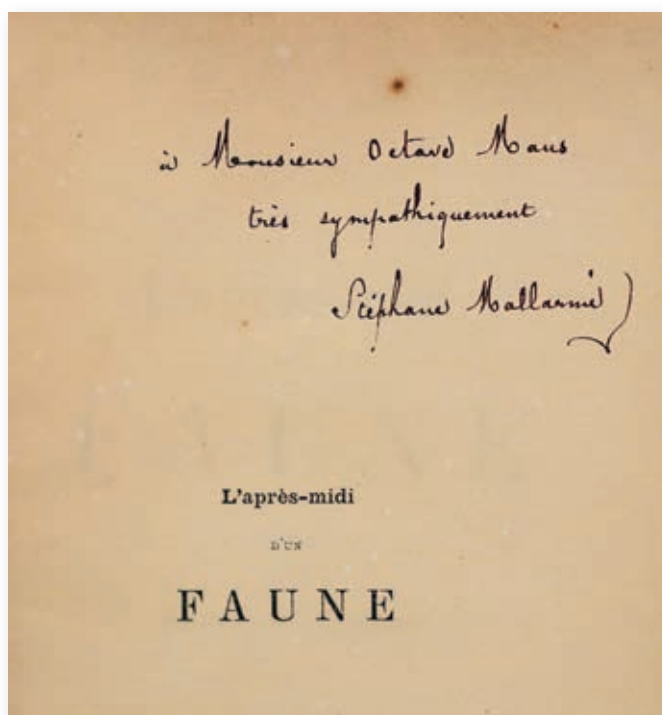 à Monsieur Octave Maus
très sympathiquement
Stéphane Mallarmé
L'après-midi
D'UN
FAUNE